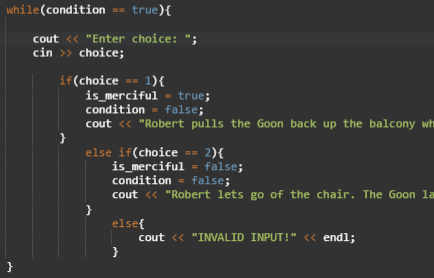 while(condition == true){
cout << "Enter choice: ";
cin >> choice;
if(choice == 1){
is_merciful = true;
condition = false;
cout << "Robert pulls the Goon back up the balcony
}
else if(choice == 2){
is_merciful = false;
condition = false;
cout << "Robert lets go of the chair. The Goon
}
else{
cout << "INVALID INPUT!" << endl;
}
}